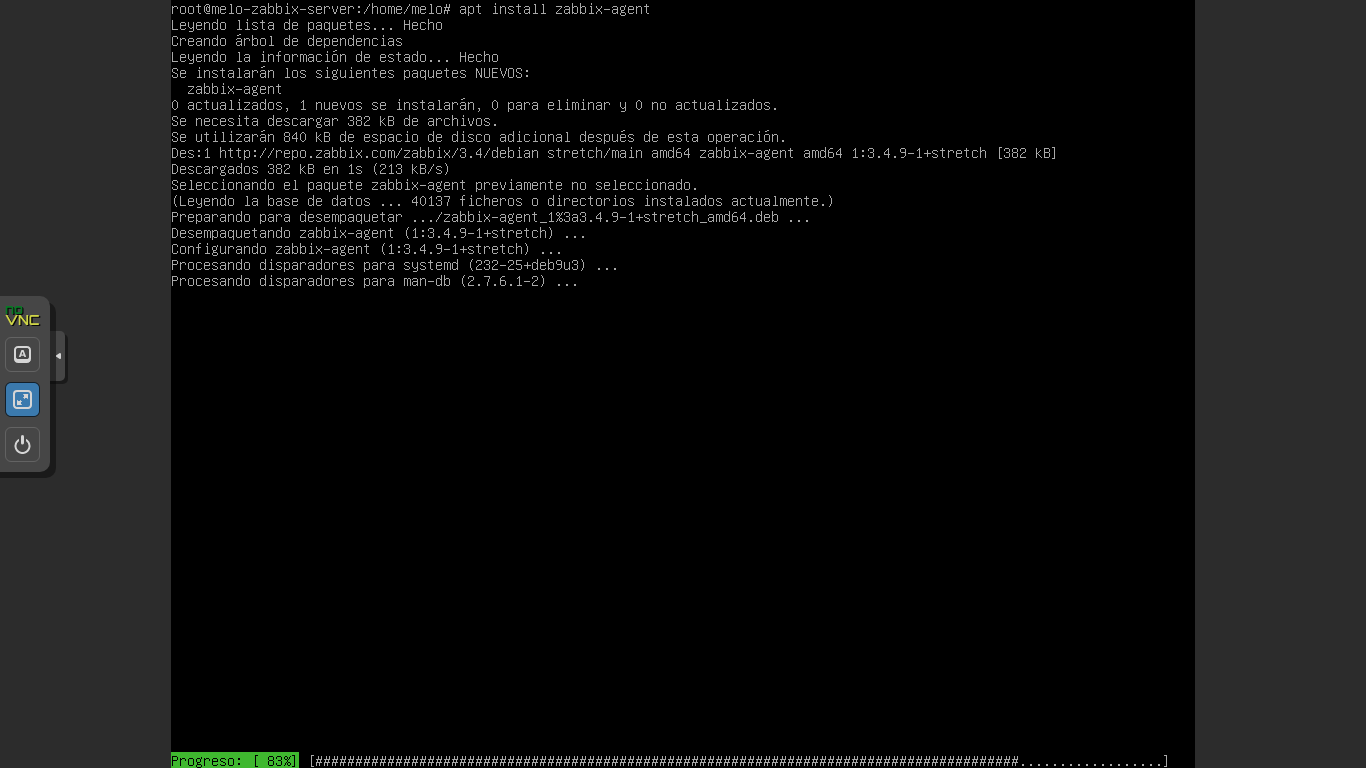 root@melo-zabbix-server:/home/melo# apt install zabbix-agent
Leyendo lista de paquetes... Hecho
Creando árbol de dependencias
Leyendo la información de estado... Hecho
Se instalarán los siguientes paquetes NUEVOS:
  zabbix-agent
0 actualizados, 1 nuevos se instalarán, 0 para eliminar y 0 no actualizados.
Se necesita descargar 382 kB de archivos.
Se utilizarán 840 kB de espacio de disco adicional después de esta operación.
Des:1 http://repo.zabbix.com/zabbix/3.4/debian stretch/main amd64 zabbix-agent amd64 1:3.4.9-1+stretch [382 kB]
Descargados 382 kB en 1s (213 kB/s)
Seleccionando el paquete zabbix-agent previamente no seleccionado.
(Leyendo la base de datos ... 40137 ficheros o directorios instalados actualmente.)
Preparando para desempaquetar .../zabbix-agent_1%3a3.4.9-1+stretch_amd64.deb ...
Desempaquetando zabbix-agent (1:3.4.9-1+stretch) ...
Configurando zabbix-agent (1:3.4.9-1+stretch) ...
Procesando disparadores para systemd (232-25+deb9u3) ...
Procesando disparadores para man-db (2.7.6.1-2) ...
no
VNC
A
Progreso: [ 83%] [########################################################################################..................]